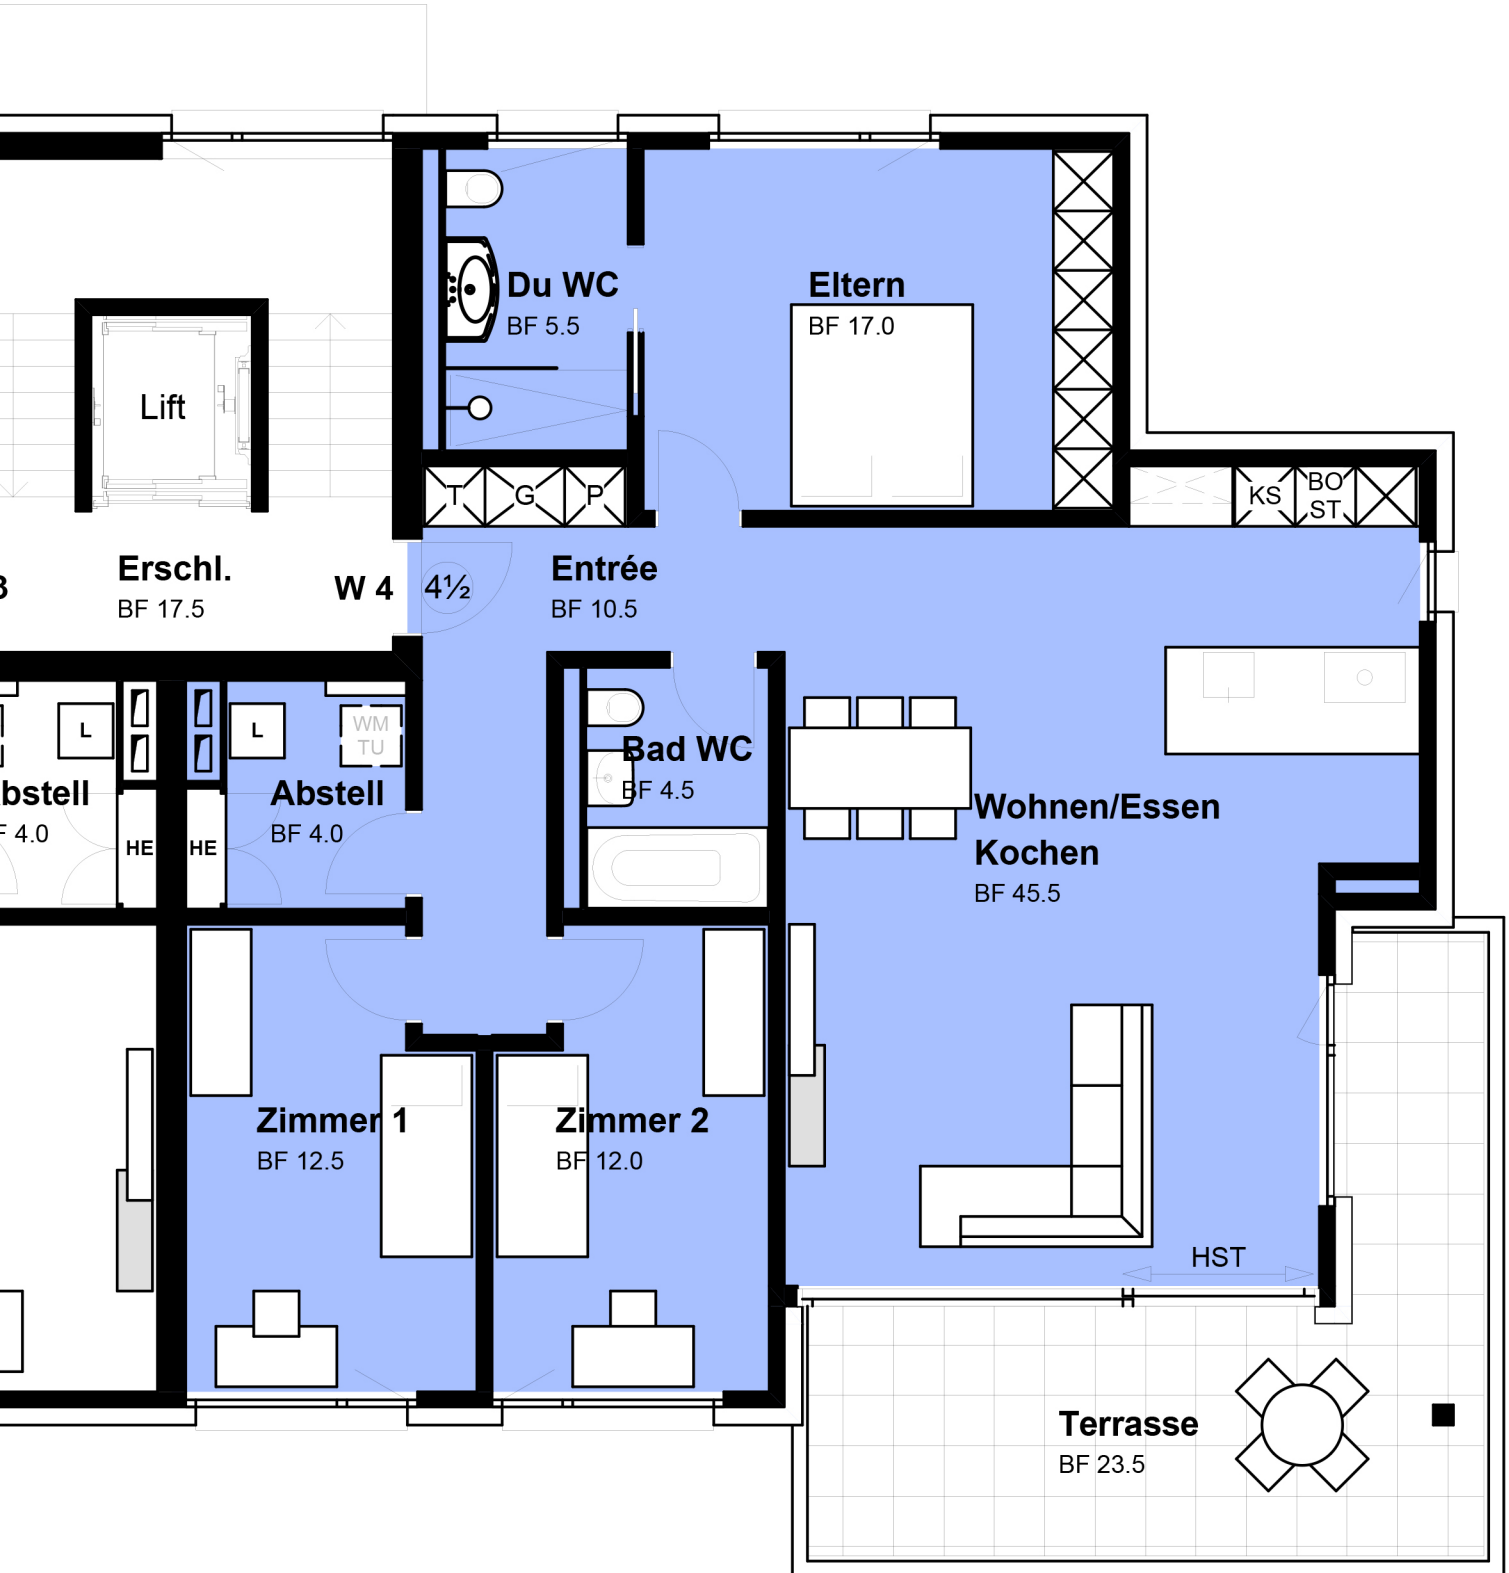 Du WC
BF 5.5
Eltern
BF 17.0
Lift
T
G
P
KS
BO
ST
Erschl.
BF 17.5
W 4
4½
Entrée
BF 10.5
L
L
WM
TU
Bad WC
BF 4.5
bstell
4.0
Abstell
BF 4.0
HE
HE
Wohnen/Essen
Kochen
BF 45.5
Zimmer 1
BF 12.5
Zimmer 2
BF 12.0
HST
Terrasse
BF 23.5